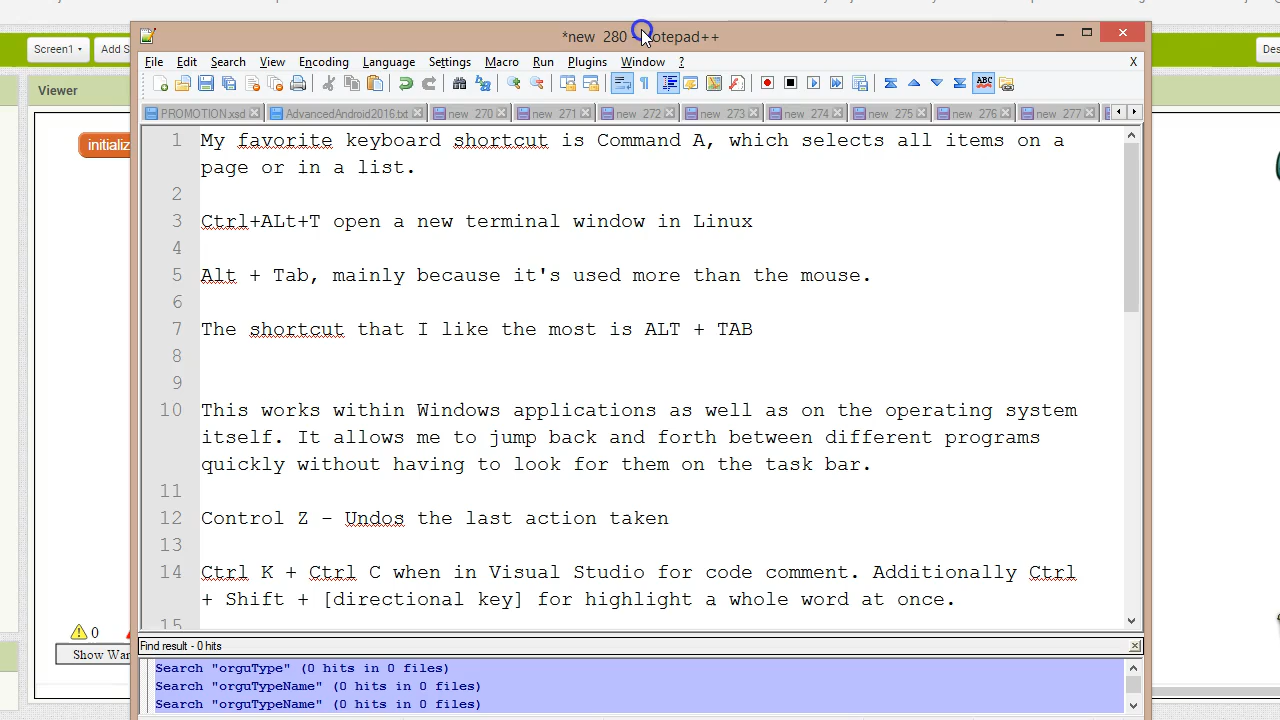 *new 280 - Notepad++
Screen1
Add S
Des
File Edit Search View Encoding Language Settings Macro Run Plugins Window ? X
Viewer
PROMOTION.xsd AdvancedAndroid2016.txt new 270 new 271 new 272 new 273 new 274 new 275 new 276 new 277
initializ
1 My favorite keyboard shortcut is Command A, which selects all items on a
page or in a list.
2
3 Ctrl+ALt+T open a new terminal window in Linux
4
5 Alt + Tab, mainly because it's used more than the mouse.
6
7 The shortcut that I like the most is ALT + TAB
8
9
10 This works within Windows applications as well as on the operating system
itself. It allows me to jump back and forth between different programs
quickly without having to look for them on the task bar.
11
12 Control Z - Undos the last action taken
13
14 Ctrl K + Ctrl C when in Visual Studio for code comment. Additionally Ctrl
+ Shift + [directional key] for highlight a whole word at once.
15
0
Show War
Find result - 0 hits
Search "orguType" (0 hits in 0 files)
Search "orguTypeName" (0 hits in 0 files)
Search "orguTypeName" (0 hits in 0 files)